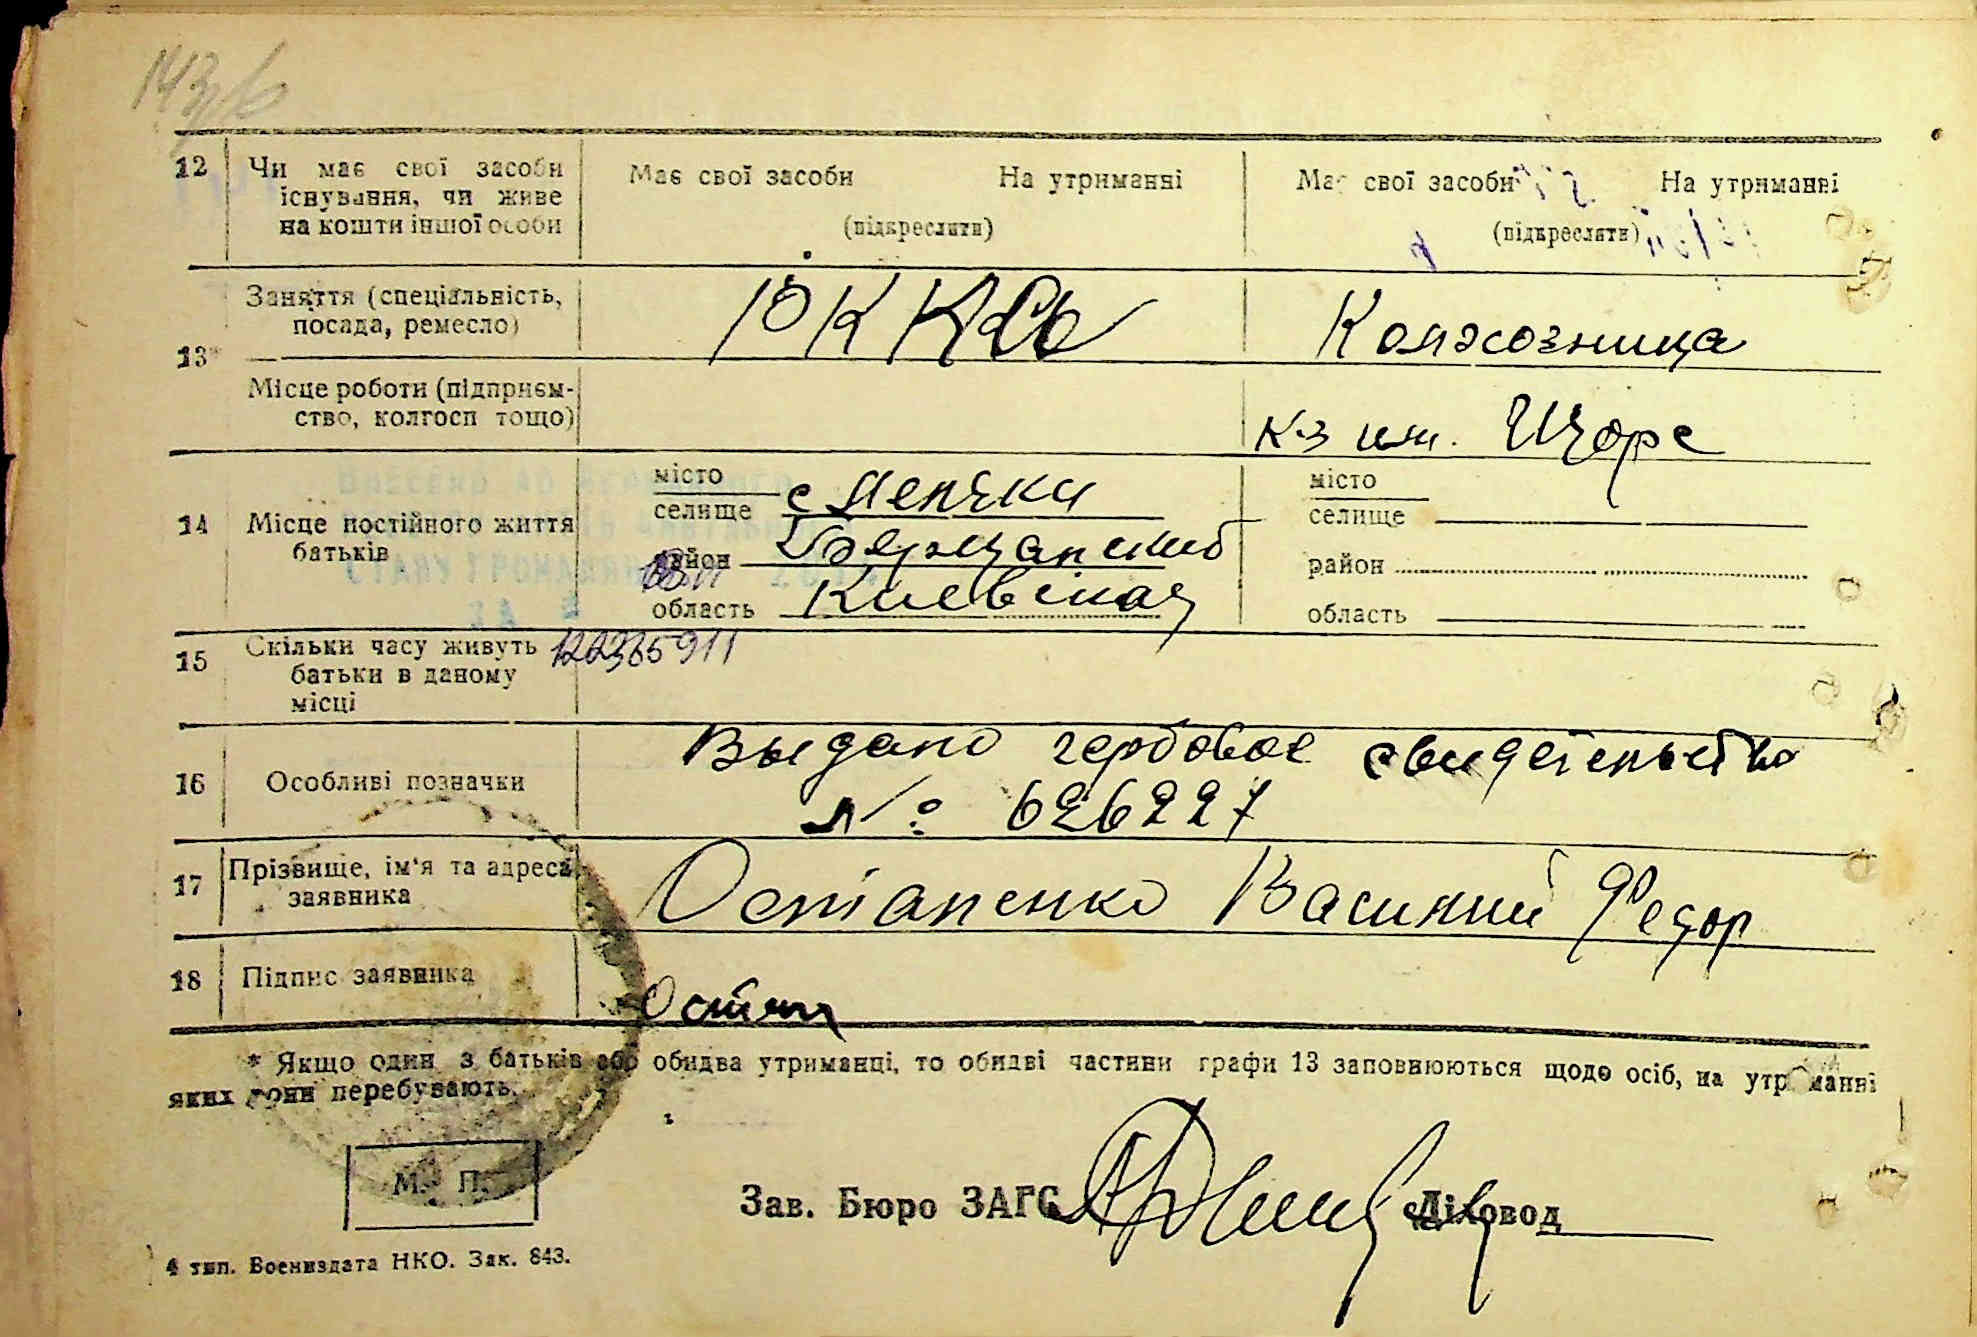 12 Чи має свої засоби існування, чи живе на кошти іншої особи
Має свої засоби На утриманні
(підкреслити)
Має свої засоби На утриманні
(підкреслити)
13*
Заняття (спеціяльність, посада, ремесло)
РККА
Колхозница
Місце роботи (підприєм-
ство, колгосп тощо)
к-з им. Щорс
14 Місце постійного життя батьків
місто
селище
с
район
область Киевская
місто
селище
район
область
15 Скільки часу живуть батьки в даному місці
16 Особливі позначки
Выдано гербовое свидетельство
№ 626227
17 Прізвище, ім'я та адреса заявника
Остапенко Василий Федор
18 Підпис заявника
Остап
* Якщо один з батьків або обидва утриманці, то обидві частини графи 13 заповнюються щодо осіб, на утриманні
яких вони перебувають.
М. П.
Зав. Бюро ЗАГС
Діловод
4 тип. Воениздата НКО. Зак. 843.